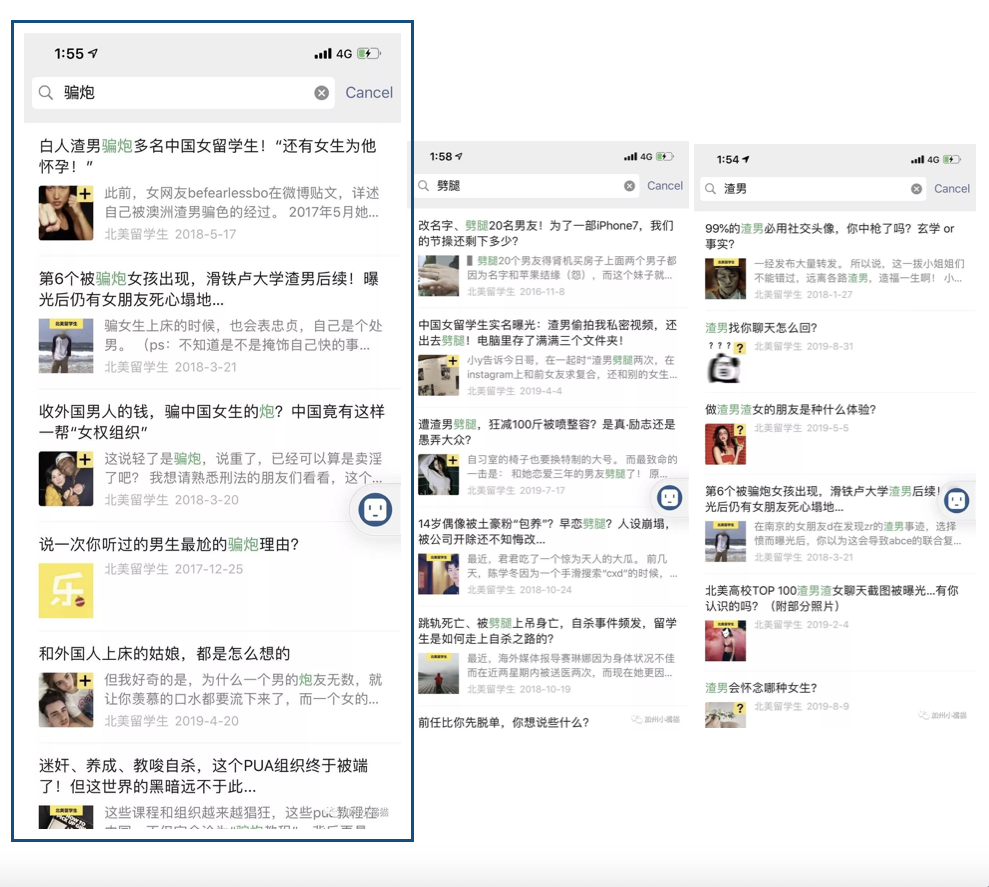 1:55
4G
骗炮
Cancel
白人渣男骗炮多名中国女留学生！“还有女生为他
怀孕！”
此前，女网友befearlessbo在微博贴文，详述
自己被澳洲渣男骗色的经过。 2017年5月她...
北美留学生 2018-5-17
第6个被骗炮女孩出现，滑铁卢大学渣男后续！曝
光后仍有女朋友死心塌地...
北美留学生
骗女生上床的时候，也会表忠贞，自己是个处
男。 （ps：不知道是不是掩饰自己快的事...
北美留学生 2018-3-21
收外国男人的钱，骗中国女生的炮？中国竟有这样
一帮“女权组织”
这说轻了是骗炮，说重了，已经可以算是卖淫
了吧？ 我想请熟悉刑法的朋友们看看，这个...
北美留学生 2018-3-20
说一次你听过的男生最尬的骗炮理由？
乐
北美留学生 2017-12-25
和外国人上床的姑娘，都是怎么想的
但我好奇的是，为什么一个男的炮友无数，就
让你羡慕的口水都要流下来了，而一个女的...
北美留学生 2019-4-20
迷奸、养成、教唆自杀，这个PUA组织终于被端
了！但这世界的黑暗远不于此...
北美留学生
这些课程和组织越来越猖狂，这些pua教程在
1:58
4G
劈腿
Cancel
改名字、劈腿20名男友！为了一部iPhone7，我们
的节操还剩下多少？
劈腿20个男友得肾机买房子上面两个男子都
因为名字和苹果结缘（怨），而这个妹子就...
北美留学生 2016-11-8
中国女留学生实名曝光：渣男偷拍我私密视频，还
出去劈腿！电脑里存了满满三个文件夹！
小y告诉今日哥，在一起时“渣男劈腿两次，在
instagram上和前女友求复合，还和别的女生...
北美留学生 2019-4-4
遭渣男劈腿，狂减100斤被喷整容？是真·励志还是
愚弄大众？
自习室的椅子也要换特制的大号。 而最致命的
一击是： 和她恋爱三年的男友劈腿了！ 原...
北美留学生 2019-7-17
14岁偶像被土豪粉“包养”？早恋劈腿？人设崩塌，
被公司开除还不知悔改...
最近，君君吃了一个惊为天人的大瓜。 前几
天，陈学冬因为一个手滑搜索“cxd”的时候，...
北美留学生 2018-10-24
跳轨死亡、被劈腿上吊身亡，自杀事件频发，留学
生是如何走上自杀之路的？
最近，海外媒体报导赛琳娜因为身体状况不佳
而在近两星期内被送医两次，而现在她更因...
北美留学生 2018-10-19
前任比你先脱单，你想说些什么？
加州小狐猫
1:54
4G
渣男
Cancel
99%的渣男必用社交头像，你中枪了吗？玄学 or
事实？
一经发布大量转发。 所以说，这一拨小姐姐们
不能错过，远离各路渣男，造福一生啊！ 小...
北美留学生 2018-1-27
渣男找你聊天怎么回？
???
北美留学生 2019-8-31
做渣男渣女的朋友是种什么体验？
北美留学生 2019-5-5
第6个被骗炮女孩出现，滑铁卢大学渣男后续！
光后仍有女朋友死心塌地...
在南京的女朋友d在发现zr的渣男事迹，选择
愤而曝光后，你以为这会导致abce的联合复...
北美留学生 2018-3-21
北美高校TOP 100渣男渣女聊天截图被曝光...有你
认识的吗？（附部分照片）
北美留学生 2019-2-4
渣男会怀念哪种女生？
北美留学生 2019-8-9